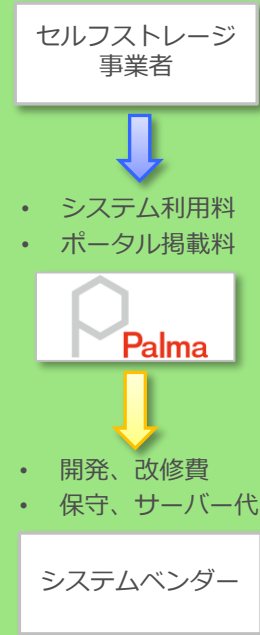 セルフストレージ
事業者
• システム利用料
• ポータル掲載料
Palma
• 開発、改修費
• 保守、サーバー代
システムベンダー